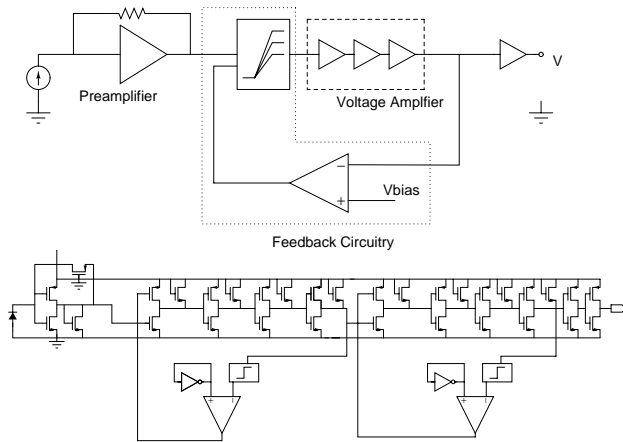 Preamplifier
Voltage Amplfier
V
−
+
Vbias
Feedback Circuitry
+
−
+
−